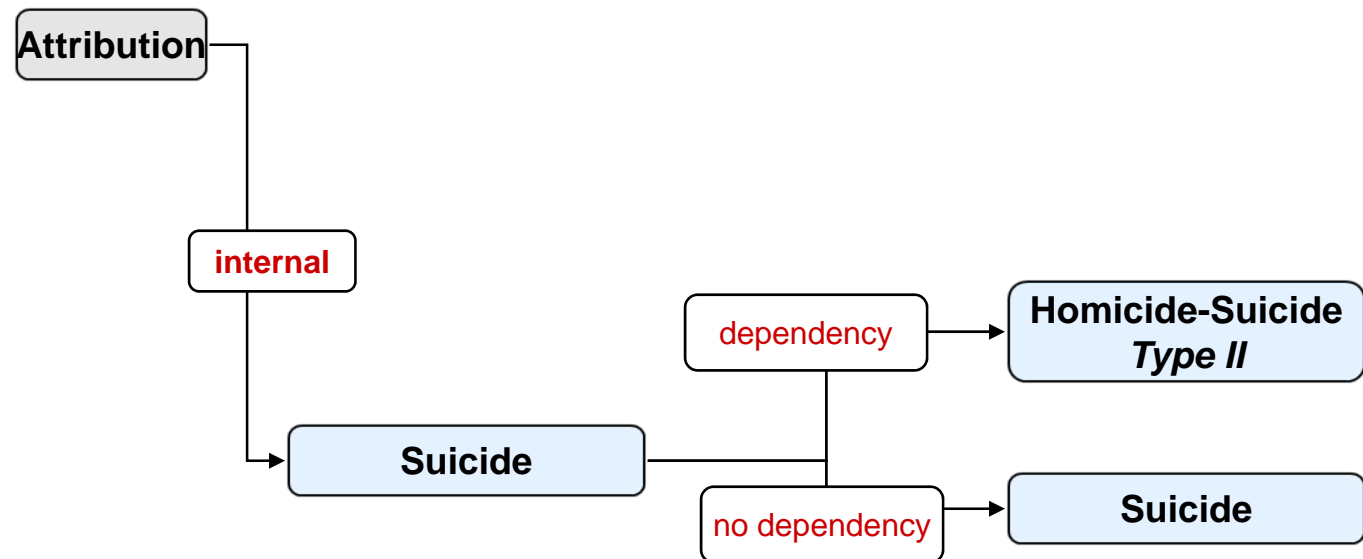 Attribution
internal
dependency
Homicide-Suicide
Type II
Suicide
no dependency
Suicide